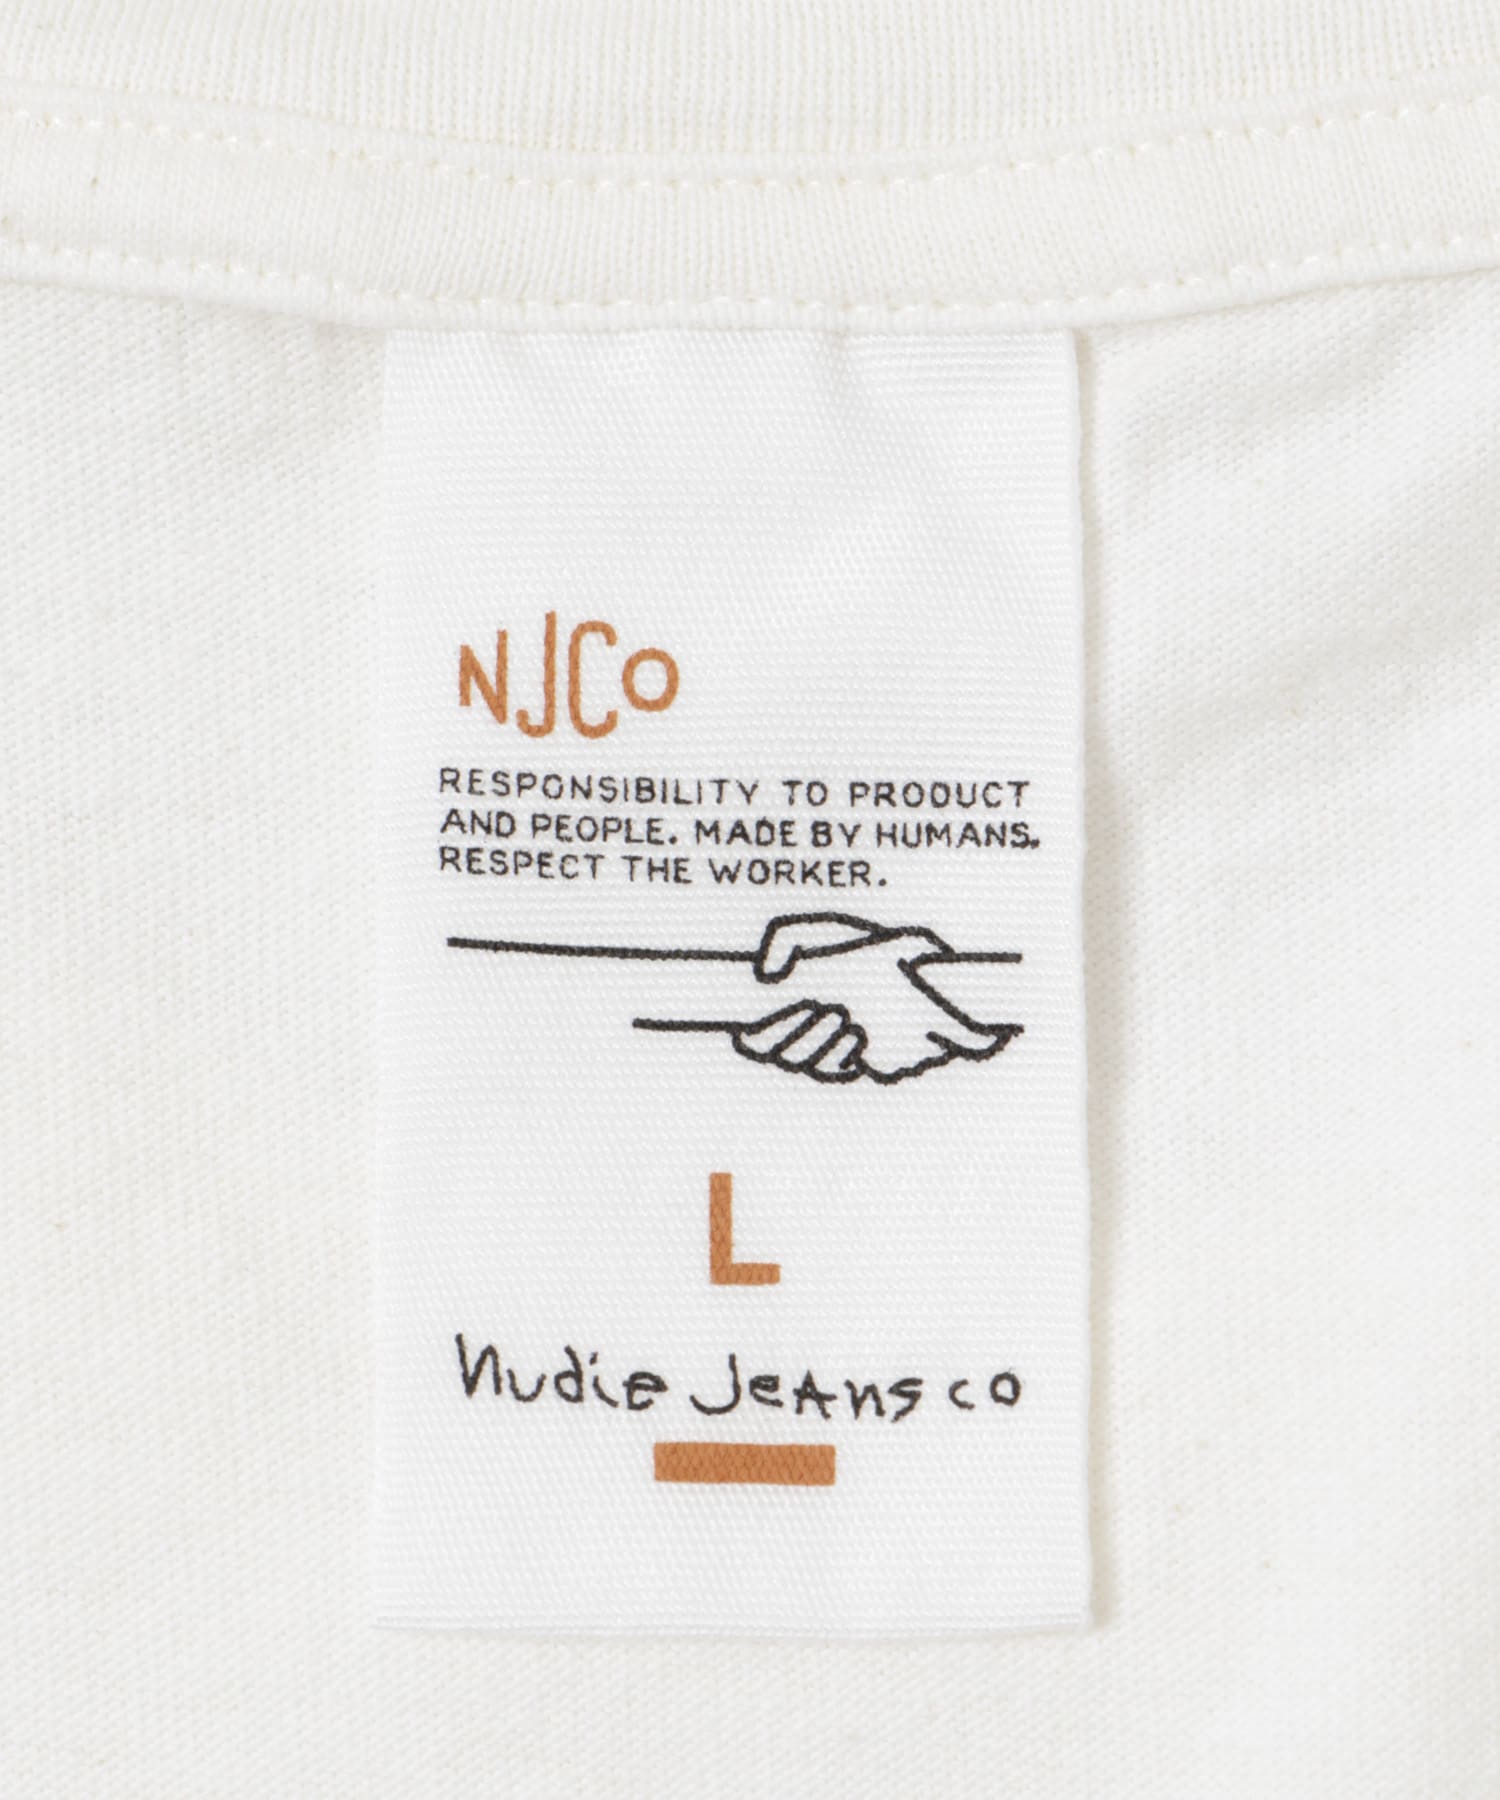 NJCo
RESPONSIBILITY TO PRODUCT
AND PEOPLE. MADE BY HUMANS.
RESPECT THE WORKER.
L
nudie Jeans co